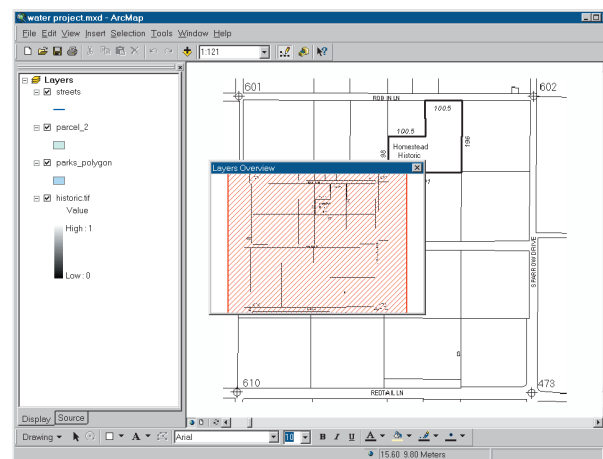 water project.mxd - ArcMap
File Edit View Insert Selection Tools Window Help
1:121
Layers
streets
parcel_2
parks_polygon
historic.tif
Value
High : 1
Low : 0
601
602
ROBIN LN
100.5
100.5
98
196
Homestead
Historic
Layers Overview
SPARROW DRIVE
610
473
REDTAIL LN
Display Source
Drawing
A
Arial
10
B I U A
15.60 9.80 Meters